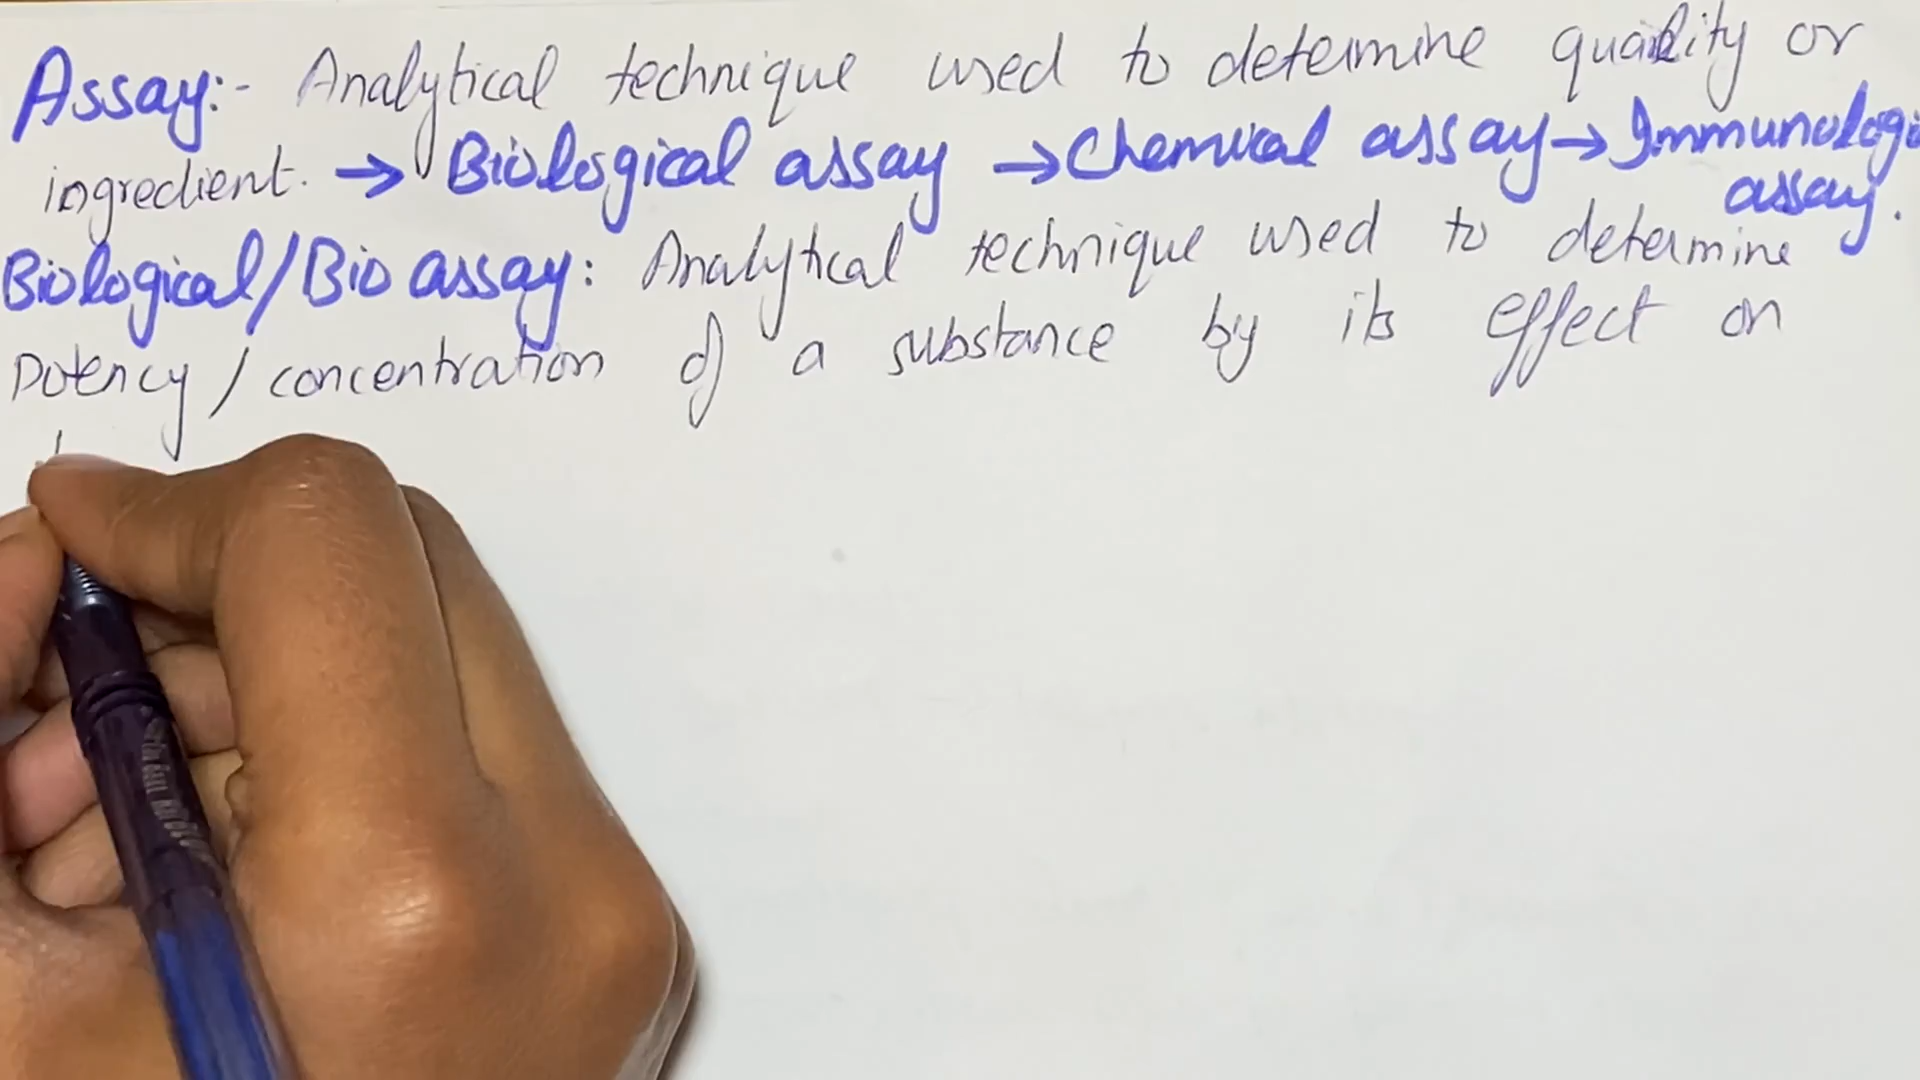 Assay:- Analytical technique used to determine quality or
ingredient. → Biological assay → Chemical assay → Immunologi
assay.
Biological/Bio assay: Analytical technique used to determine
Potency / concentration of a substance by its effect on